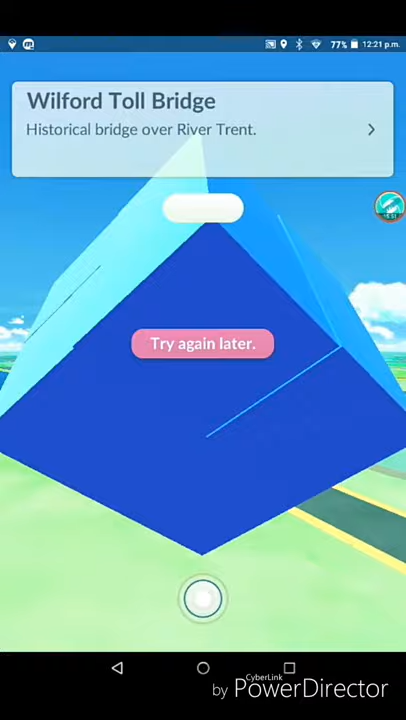 77% 12:21 p.m.
Wilford Toll Bridge
Historical bridge over River Trent.
Try again later.
CyberLink
by PowerDirector